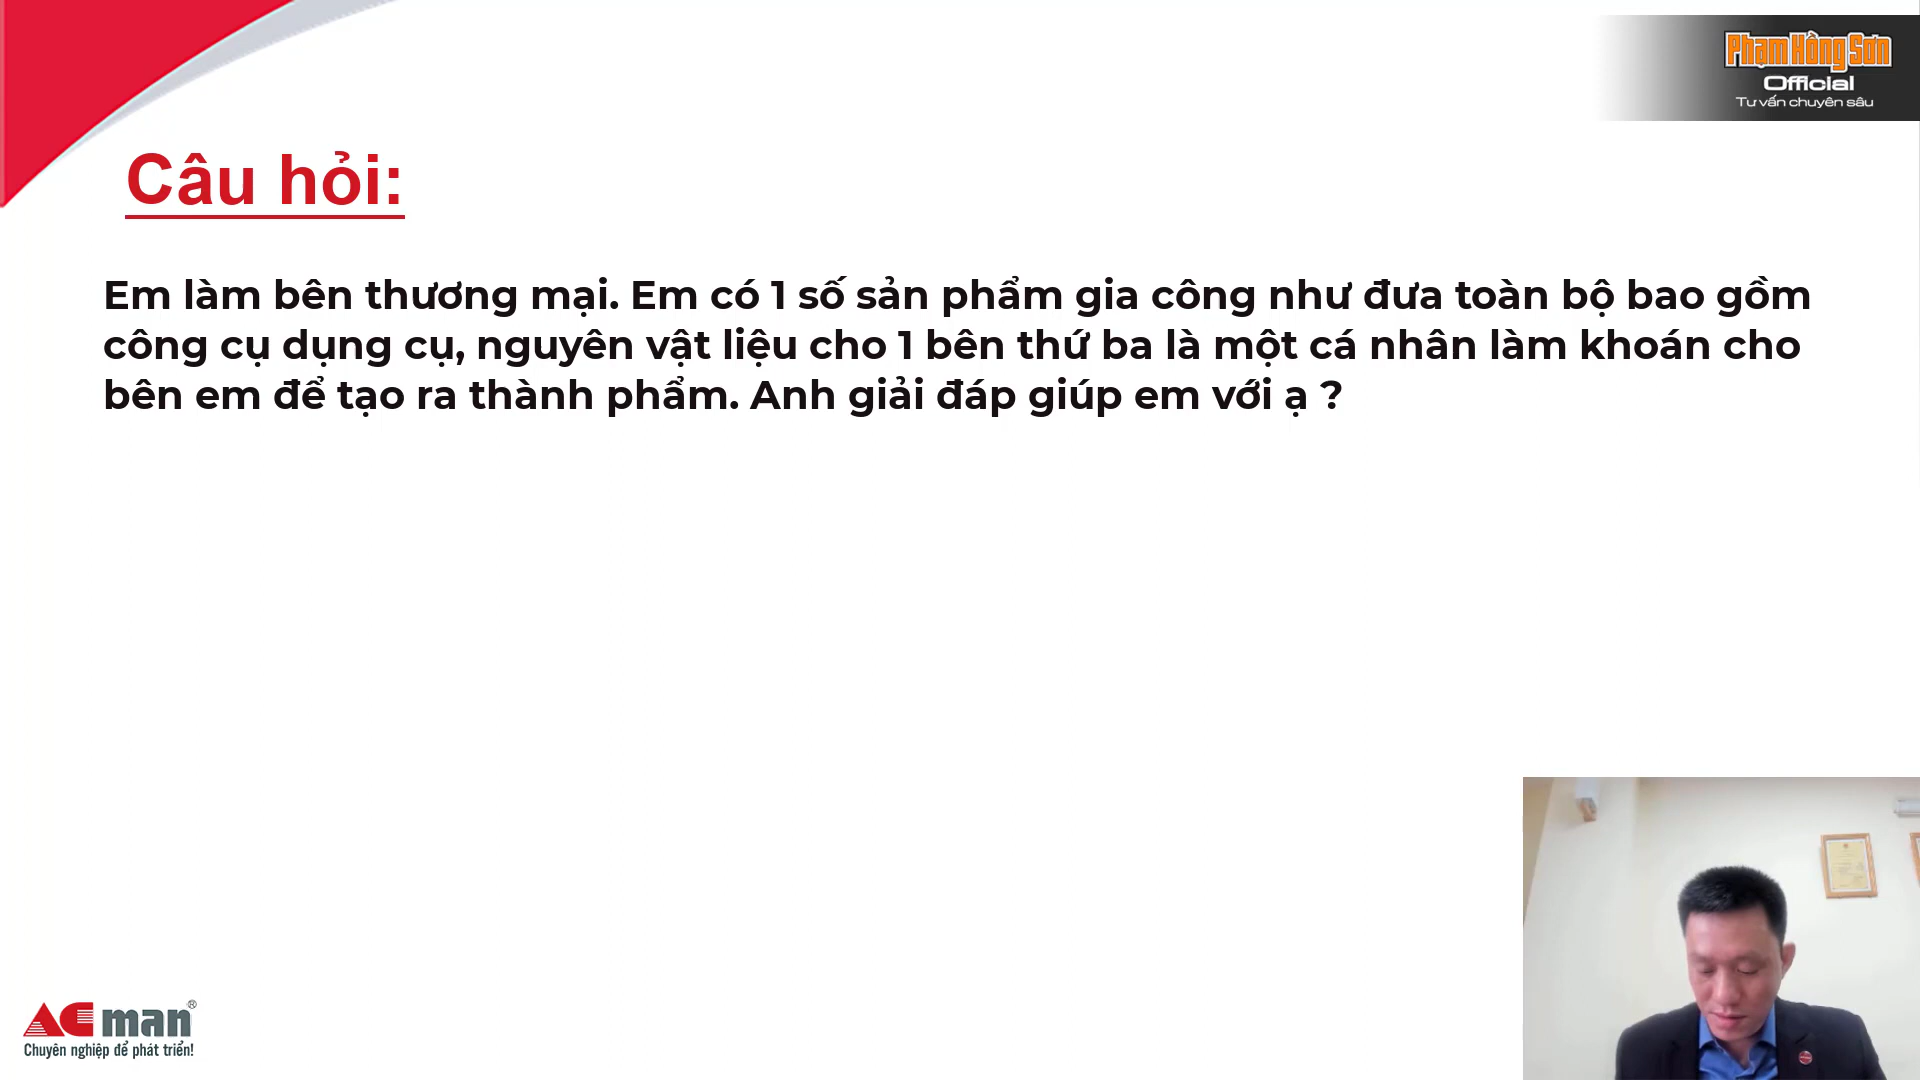 Phạm Hồng Sơn
Official
Tư vấn chuyên sâu
Câu hỏi:
Em làm bên thương mại. Em có 1 số sản phẩm gia công như đưa toàn bộ bao gồm
công cụ dụng cụ, nguyên vật liệu cho 1 bên thứ ba là một cá nhân làm khoán cho
bên em để tạo ra thành phẩm. Anh giải đáp giúp em với ạ ?
ACman®
Chuyên nghiệp để phát triển!